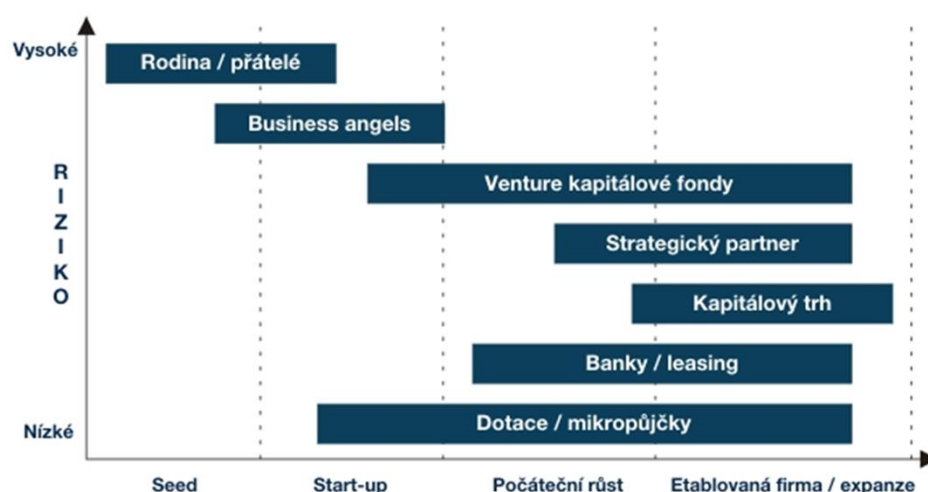 Vysoké
Rodina / přátelé
Business angels
Venture kapitálové fondy
RIZIKO
Strategický partner
Kapitálový trh
Banky / leasing
Dotace / mikropůjčky
Nízké
Seed
Start-up
Počáteční růst
Etablovaná firma / expanze